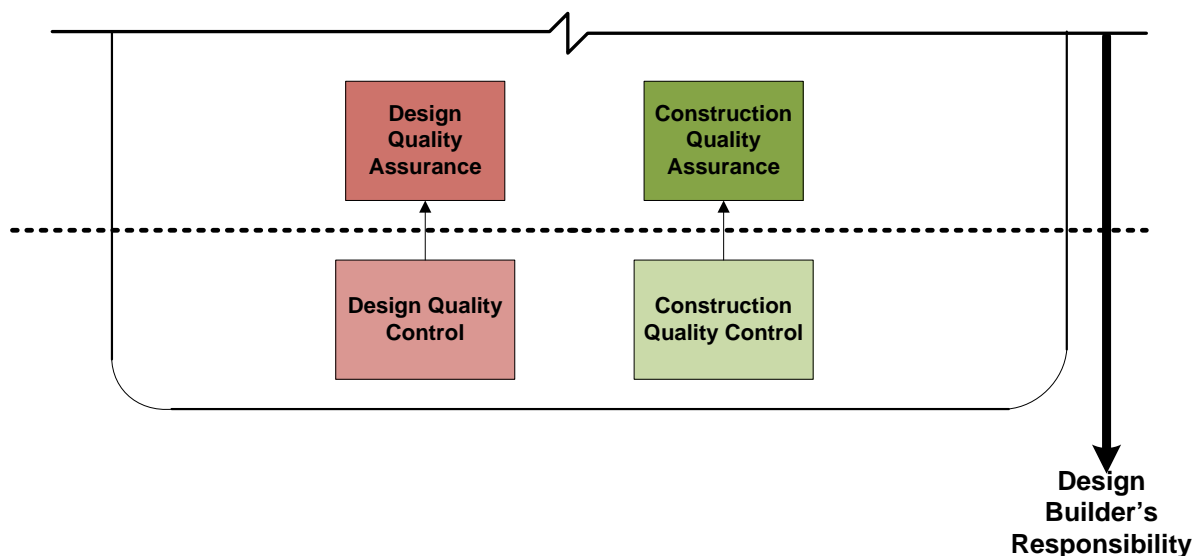 Design
Quality
Assurance
Construction
Quality
Assurance
Design Quality
Control
Construction
Quality Control
Design
Builder’s
Responsibility